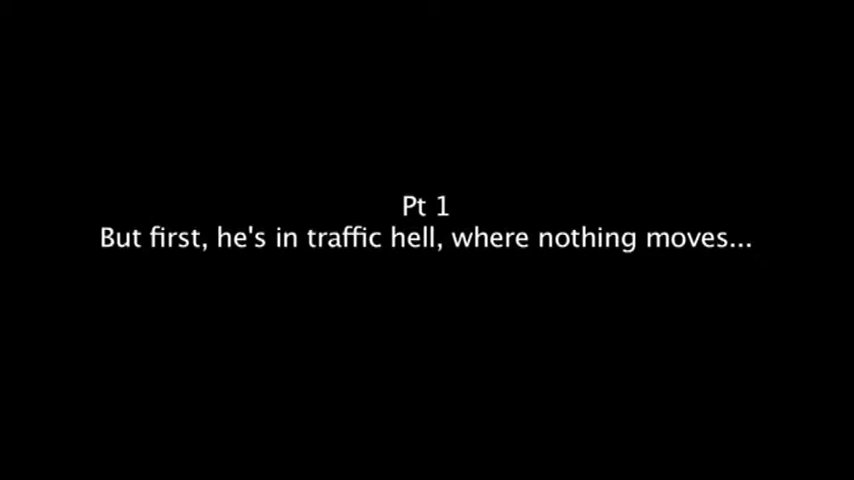 Pt 1
But first, he's in traffic hell, where nothing moves...